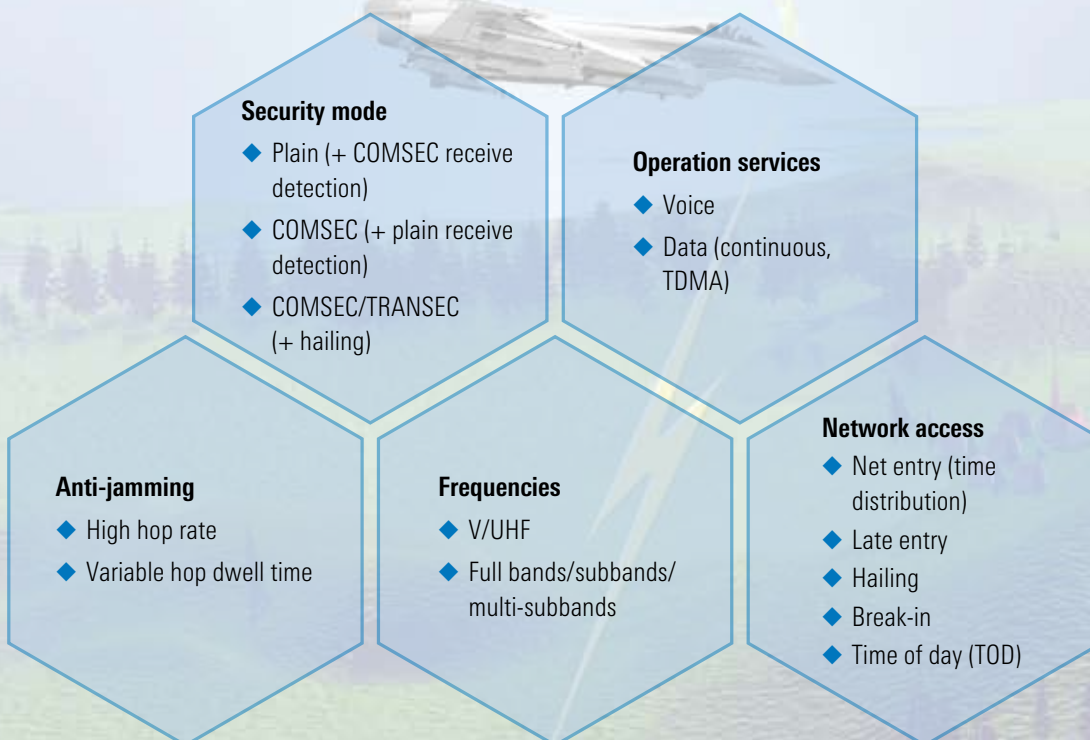 Security mode
◆ Plain (+ COMSEC receive
detection)
◆ COMSEC (+ plain receive
detection)
◆ COMSEC/TRANSEC
(+ hailing)
Operation services
◆ Voice
◆ Data (continuous,
TDMA)
Anti-jamming
◆ High hop rate
◆ Variable hop dwell time
Frequencies
◆ V/UHF
◆ Full bands/subbands/
multi-subbands
Network access
◆ Net entry (time
distribution)
◆ Late entry
◆ Hailing
◆ Break-in
◆ Time of day (TOD)